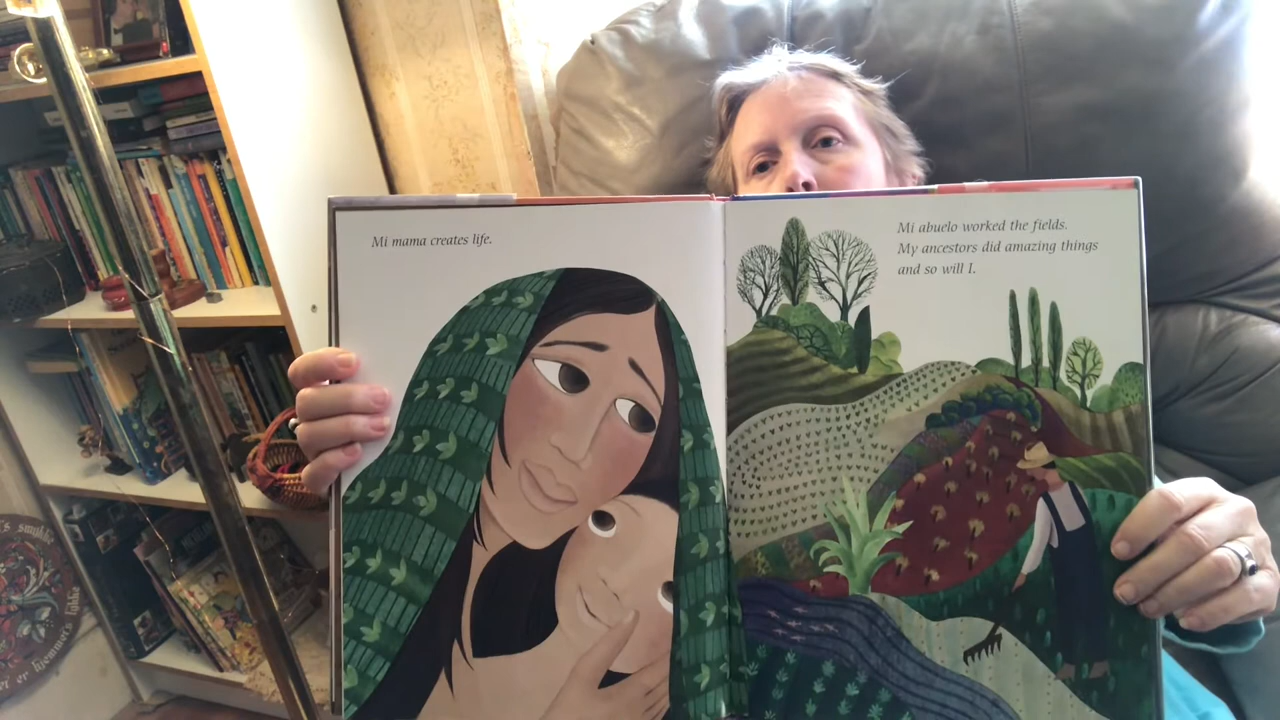 Mi mama creates life.
Mi abuelo worked the fields.
My ancestors did amazing things
and so will I.